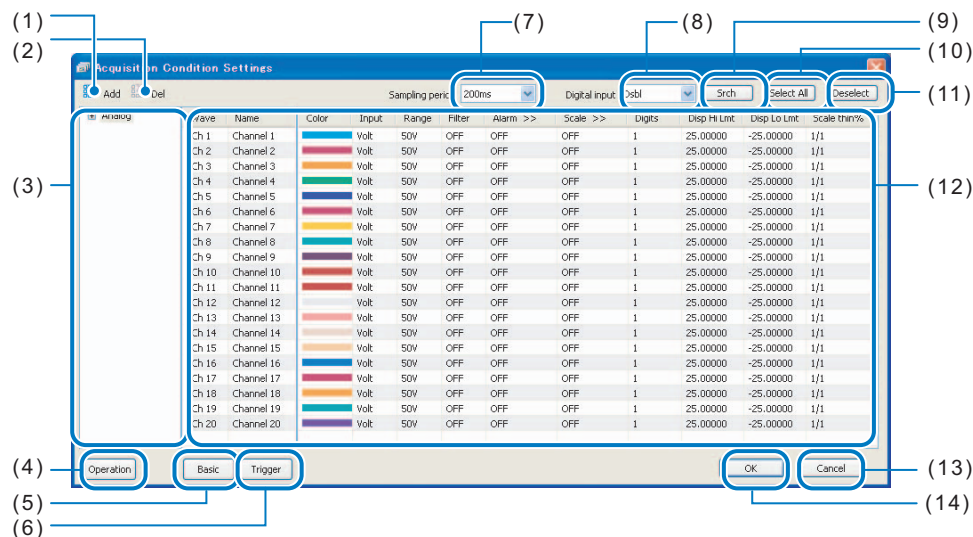 (1)
(2)
(3)
(4)
(5)
(6)
(7)
(8)
(9)
(10)
(11)
(12)
(13)
(14)
Acquisition Condition Settings
Add Del Sampling peric 200ms Digital input Dsbl Srch Select All Deselect
Analog
Wave Name Color Input Range Filter Alarm >> Scale >> Digits Disp Hi Lmt Disp Lo Lmt Scale thin%
Ch 1 Channel 1 Volt 50V OFF OFF OFF 1 25.00000 -25.00000 1/1
Ch 2 Channel 2 Volt 50V OFF OFF OFF 1 25.00000 -25.00000 1/1
Ch 3 Channel 3 Volt 50V OFF OFF OFF 1 25.00000 -25.00000 1/1
Ch 4 Channel 4 Volt 50V OFF OFF OFF 1 25.00000 -25.00000 1/1
Ch 5 Channel 5 Volt 50V OFF OFF OFF 1 25.00000 -25.00000 1/1
Ch 6 Channel 6 Volt 50V OFF OFF OFF 1 25.00000 -25.00000 1/1
Ch 7 Channel 7 Volt 50V OFF OFF OFF 1 25.00000 -25.00000 1/1
Ch 8 Channel 8 Volt 50V OFF OFF OFF 1 25.00000 -25.00000 1/1
Ch 9 Channel 9 Volt 50V OFF OFF OFF 1 25.00000 -25.00000 1/1
Ch 10 Channel 10 Volt 50V OFF OFF OFF 1 25.00000 -25.00000 1/1
Ch 11 Channel 11 Volt 50V OFF OFF OFF 1 25.00000 -25.00000 1/1
Ch 12 Channel 12 Volt 50V OFF OFF OFF 1 25.00000 -25.00000 1/1
Ch 13 Channel 13 Volt 50V OFF OFF OFF 1 25.00000 -25.00000 1/1
Ch 14 Channel 14 Volt 50V OFF OFF OFF 1 25.00000 -25.00000 1/1
Ch 15 Channel 15 Volt 50V OFF OFF OFF 1 25.00000 -25.00000 1/1
Ch 16 Channel 16 Volt 50V OFF OFF OFF 1 25.00000 -25.00000 1/1
Ch 17 Channel 17 Volt 50V OFF OFF OFF 1 25.00000 -25.00000 1/1
Ch 18 Channel 18 Volt 50V OFF OFF OFF 1 25.00000 -25.00000 1/1
Ch 19 Channel 19 Volt 50V OFF OFF OFF 1 25.00000 -25.00000 1/1
Ch 20 Channel 20 Volt 50V OFF OFF OFF 1 25.00000 -25.00000 1/1
Operation Basic Trigger OK Cancel